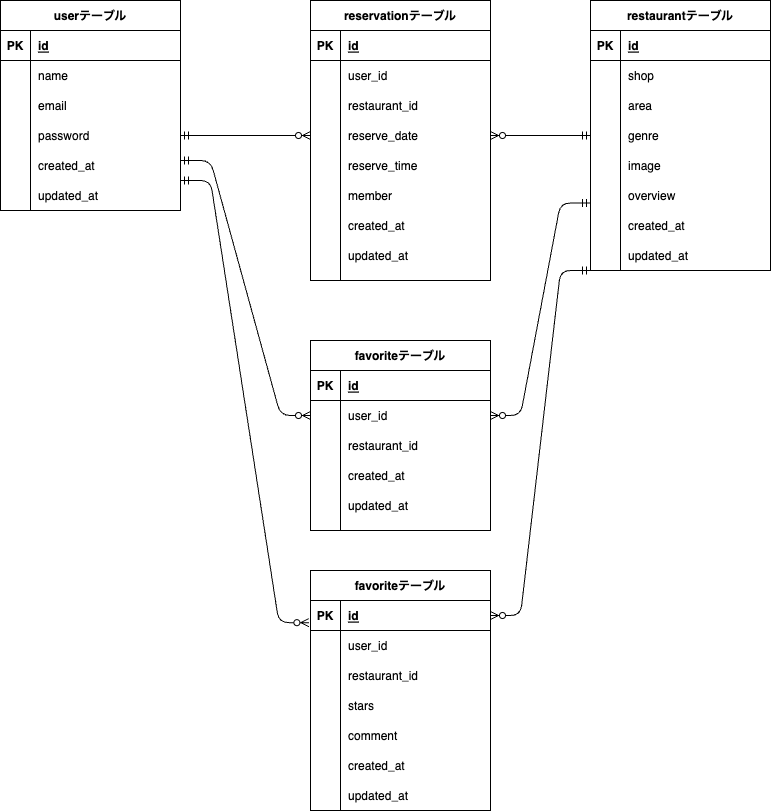 userテーブル
PK id
name
email
password
created_at
updated_at
reservationテーブル
PK id
user_id
restaurant_id
reserve_date
reserve_time
member
created_at
updated_at
restaurantテーブル
PK id
shop
area
genre
image
overview
created_at
updated_at
favoriteテーブル
PK id
user_id
restaurant_id
created_at
updated_at
favoriteテーブル
PK id
user_id
restaurant_id
stars
comment
created_at
updated_at